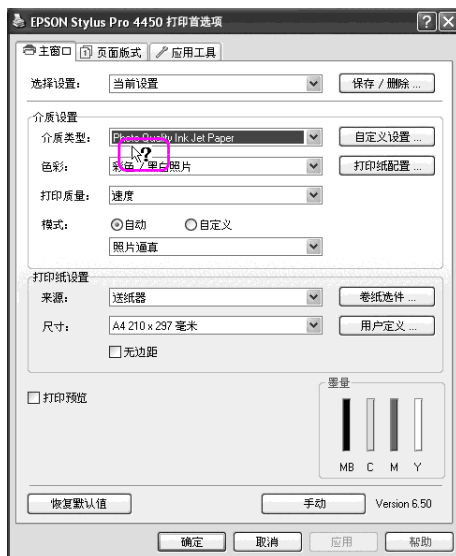 EPSON Stylus Pro 4450 打印首选项
主窗口 页面版式 应用工具
选择设置： 当前设置 保存 / 删除 ...
介质设置
介质类型： Photo Quality Ink Jet Paper 自定义设置 ...
色彩： 彩色 / 黑白照片 打印纸配置 ...
打印质量： 速度
模式： 自动 自定义
照片逼真
打印纸设置
来源： 送纸器 卷纸选件 ...
尺寸： A4 210 x 297 毫米 用户定义 ...
无边距
打印预览
墨量
MB C M Y
恢复默认值 手动 Version 6.50
确定 取消 应用 帮助